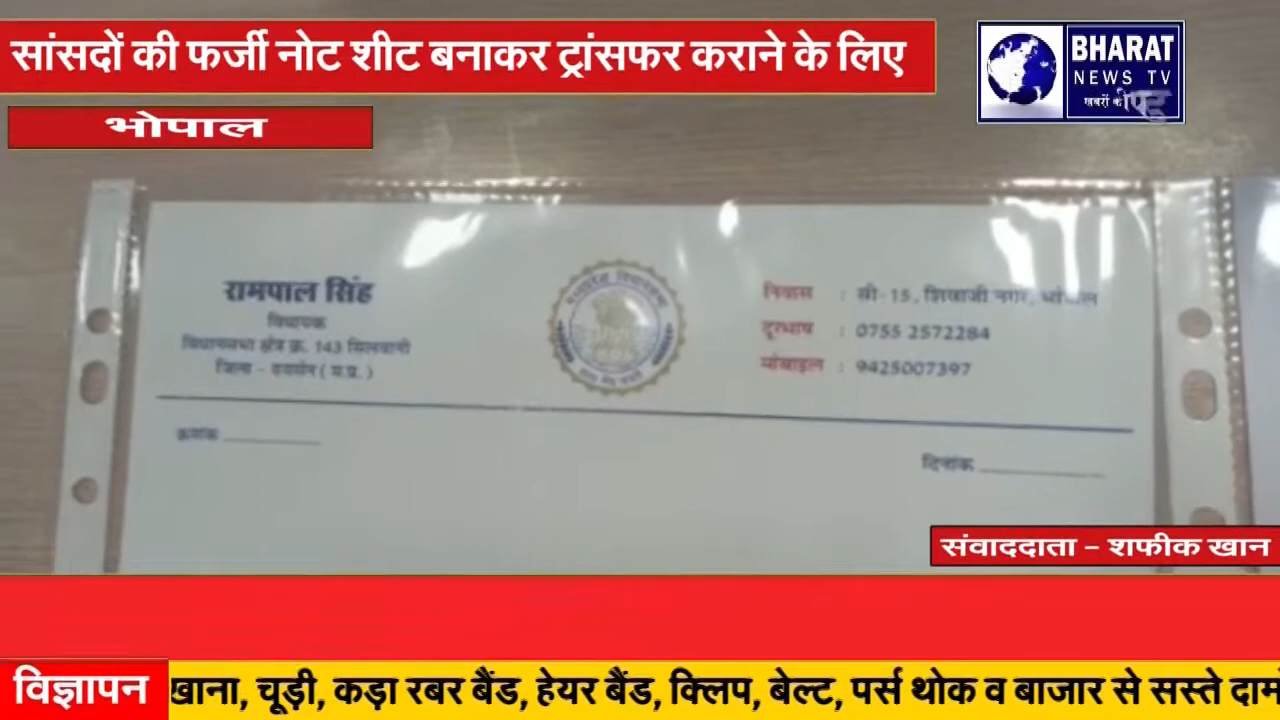 सांसदों की फर्जी नोट शीट बनाकर ट्रांसफर कराने के लिए
BHARAT
NEWS TV
खबरों की
भोपाल
रामपाल सिंह
विधायक
विधानसभा क्षेत्र क्र. 143 सिलवानी
जिला - रायसेन ( म.प्र. )
निवास : सी-15, शिवाजी नगर, भोपाल
दूरभाष : 0755 2572284
मोबाइल : 9425007397
क्रमांक
दिनांक
संवाददाता – शफीक खान
विज्ञापन
खाना, चूड़ी, कड़ा रबर बैंड, हेयर बैंड, क्लिप, बेल्ट, पर्स थोक व बाजार से सस्ते दाम